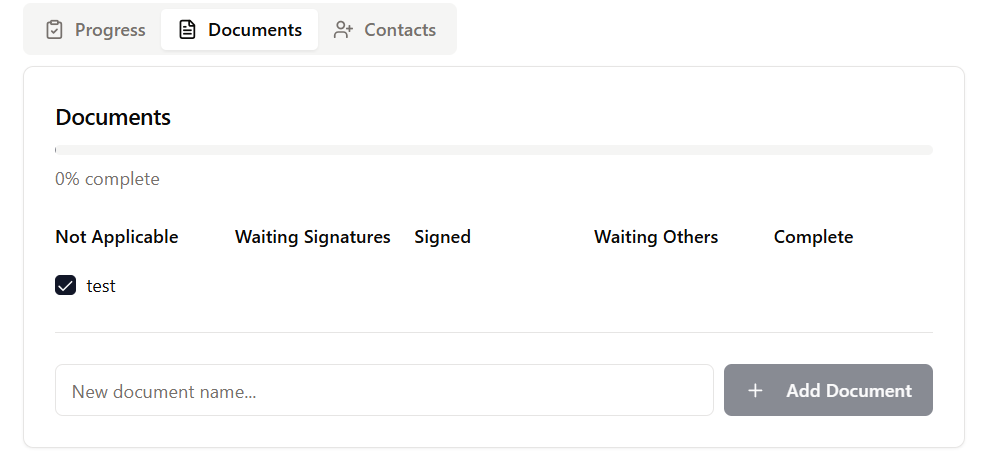 Progress Documents Contacts
Documents
0% complete
Not Applicable Waiting Signatures Signed Waiting Others Complete
test
New document name...
Add Document